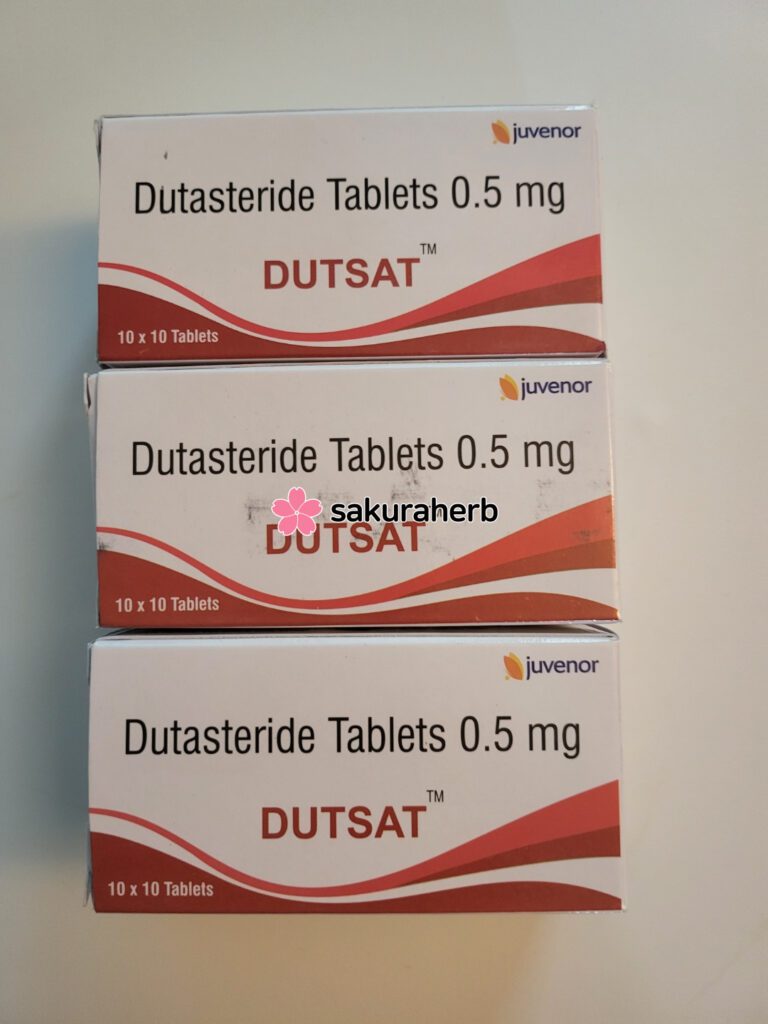 juvenor
Dutasteride Tablets 0.5 mg
DUTSAT™
10 x 10 Tablets
juvenor
Dutasteride Tablets 0.5 mg
sakuraherb
DUTSAT
10 x 10 Tablets
juvenor
Dutasteride Tablets 0.5 mg
DUTSAT™
10 x 10 Tablets